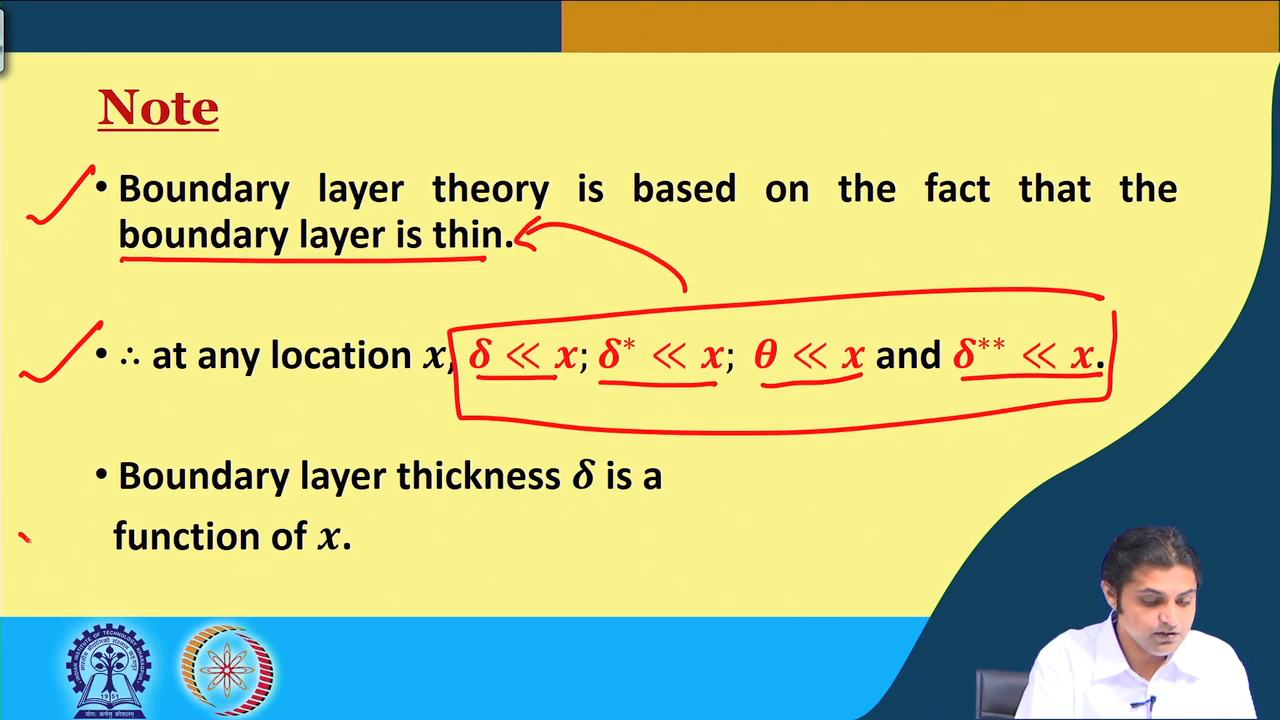 Note
• Boundary layer theory is based on the fact that the
boundary layer is thin.
• ∴ at any location x, δ ≪ x; δ* ≪ x; θ ≪ x and δ** ≪ x.
• Boundary layer thickness δ is a
function of x.
1951